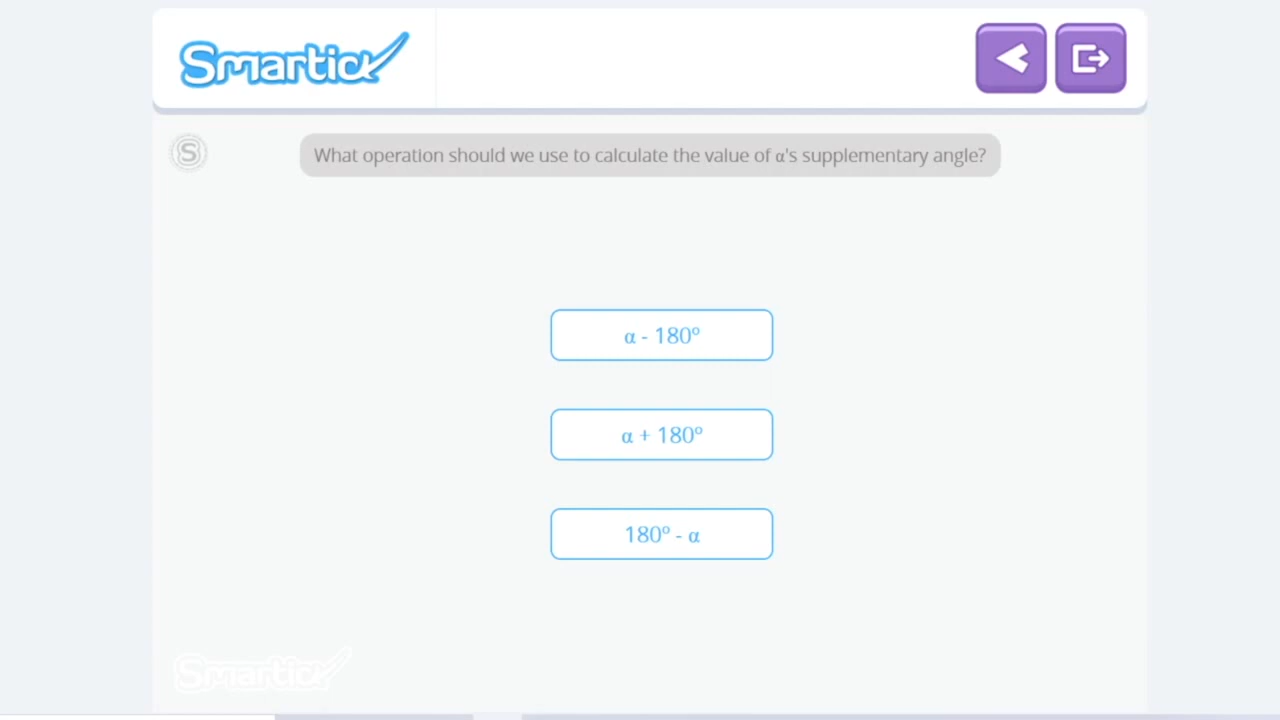 Smartick
S
What operation should we use to calculate the value of α's supplementary angle?
α - 180º
α + 180º
180º - α
Smartick